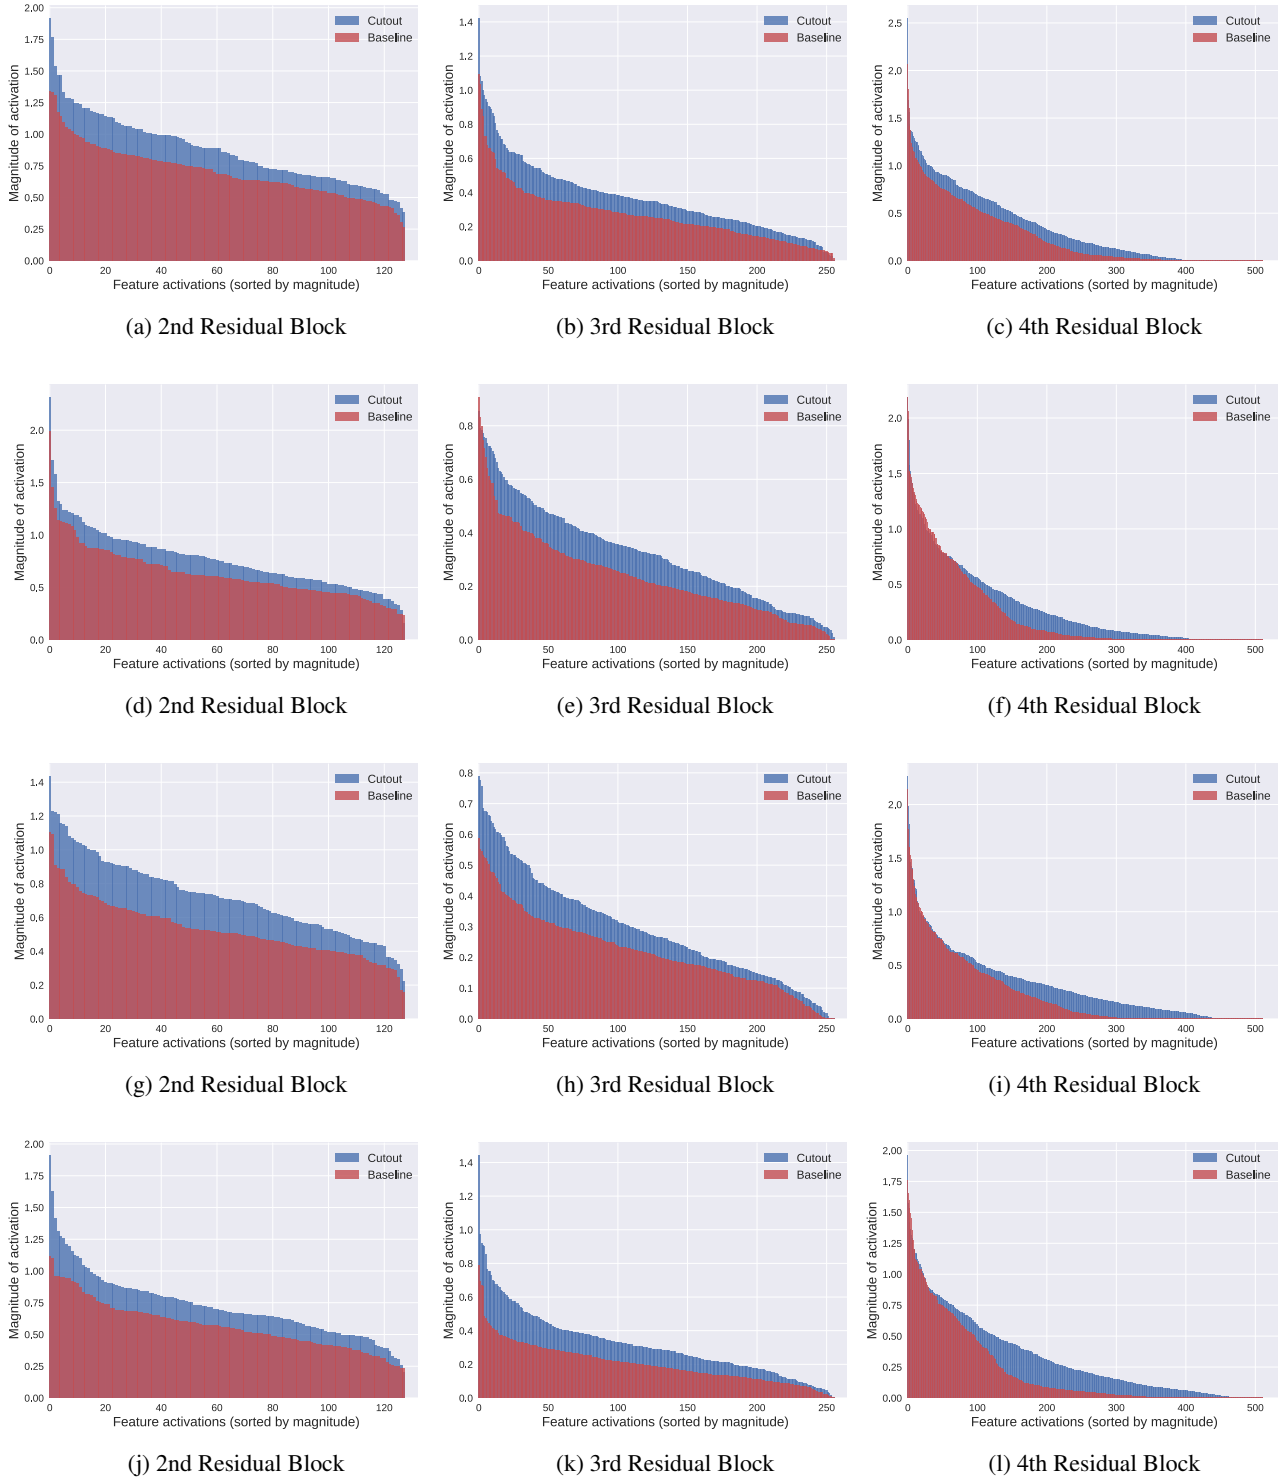 2.00
1.75
1.50
1.25
1.00
0.75
0.50
0.25
0.00
Magnitude of activation
Cutout
Baseline
0 20 40 60 80 100 120
Feature activations (sorted by magnitude)
(a) 2nd Residual Block
1.4
1.2
1.0
0.8
0.6
0.4
0.2
0.0
Magnitude of activation
Cutout
Baseline
0 50 100 150 200 250
Feature activations (sorted by magnitude)
(b) 3rd Residual Block
2.5
2.0
1.5
1.0
0.5
0.0
Magnitude of activation
Cutout
Baseline
0 100 200 300 400 500
Feature activations (sorted by magnitude)
(c) 4th Residual Block
2.0
1.5
1.0
0.5
0.0
Magnitude of activation
Cutout
Baseline
0 20 40 60 80 100 120
Feature activations (sorted by magnitude)
(d) 2nd Residual Block
0.8
0.6
0.4
0.2
0.0
Magnitude of activation
Cutout
Baseline
0 50 100 150 200 250
Feature activations (sorted by magnitude)
(e) 3rd Residual Block
2.0
1.5
1.0
0.5
0.0
Magnitude of activation
Cutout
Baseline
0 100 200 300 400 500
Feature activations (sorted by magnitude)
(f) 4th Residual Block
1.4
1.2
1.0
0.8
0.6
0.4
0.2
0.0
Magnitude of activation
Cutout
Baseline
0 20 40 60 80 100 120
Feature activations (sorted by magnitude)
(g) 2nd Residual Block
0.8
0.7
0.6
0.5
0.4
0.3
0.2
0.1
0.0
Magnitude of activation
Cutout
Baseline
0 50 100 150 200 250
Feature activations (sorted by magnitude)
(h) 3rd Residual Block
2.0
1.5
1.0
0.5
0.0
Magnitude of activation
Cutout
Baseline
0 100 200 300 400 500
Feature activations (sorted by magnitude)
(i) 4th Residual Block
2.00
1.75
1.50
1.25
1.00
0.75
0.50
0.25
0.00
Magnitude of activation
Cutout
Baseline
0 20 40 60 80 100 120
Feature activations (sorted by magnitude)
(j) 2nd Residual Block
1.4
1.2
1.0
0.8
0.6
0.4
0.2
0.0
Magnitude of activation
Cutout
Baseline
0 50 100 150 200 250
Feature activations (sorted by magnitude)
(k) 3rd Residual Block
2.00
1.75
1.50
1.25
1.00
0.75
0.50
0.25
0.00
Magnitude of activation
Cutout
Baseline
0 100 200 300 400 500
Feature activations (sorted by magnitude)
(l) 4th Residual Block